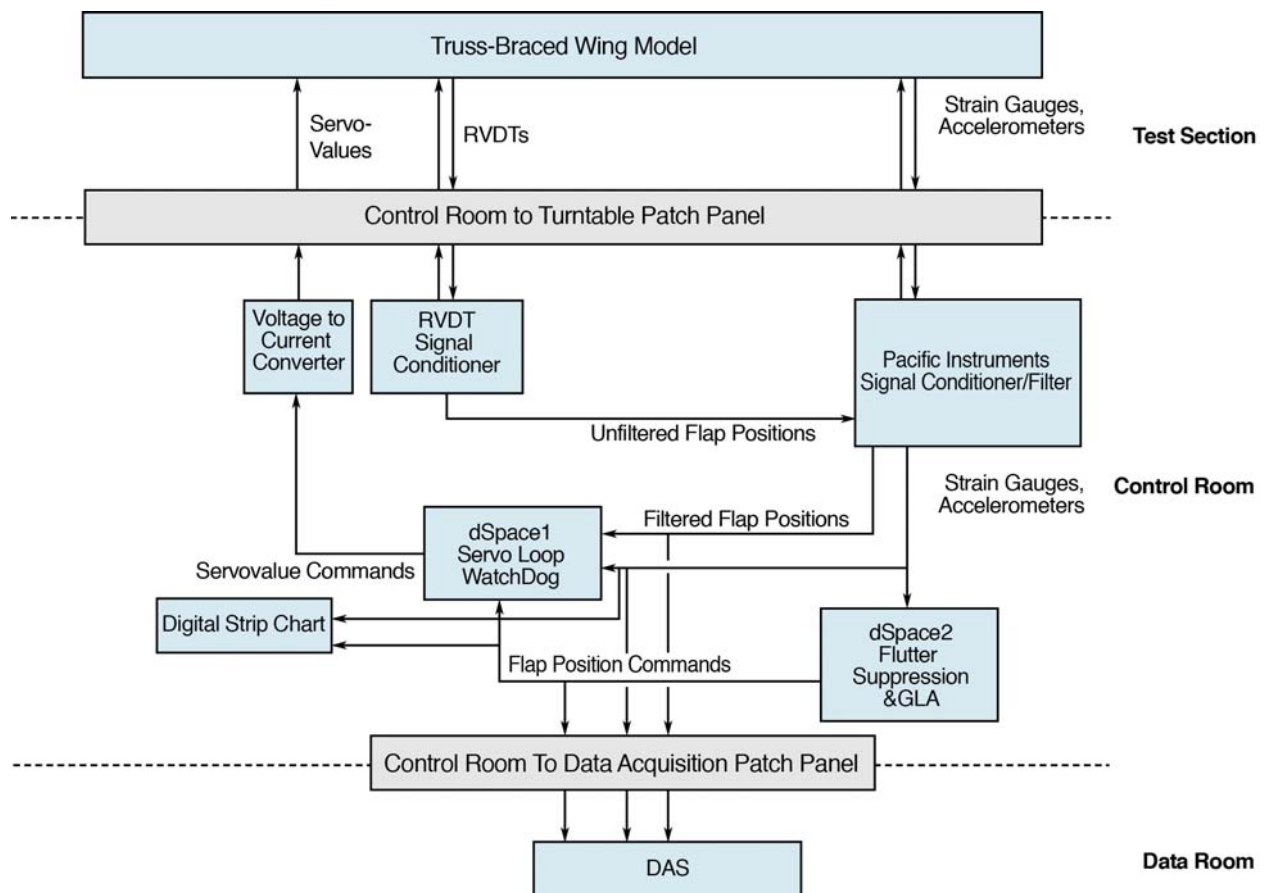 Truss-Braced Wing Model
Servo-
Values
RVDTs
Strain Gauges,
Accelerometers
Test Section
Control Room to Turntable Patch Panel
Voltage to
Current
Converter
RVDT
Signal
Conditioner
Pacific Instruments
Signal Conditioner/Filter
Unfiltered Flap Positions
Strain Gauges,
Accelerometers
Control Room
Filtered Flap Positions
dSpace1
Servo Loop
WatchDog
Servovalue Commands
Digital Strip Chart
dSpace2
Flutter
Suppression
&GLA
Flap Position Commands
Control Room To Data Acquisition Patch Panel
DAS
Data Room